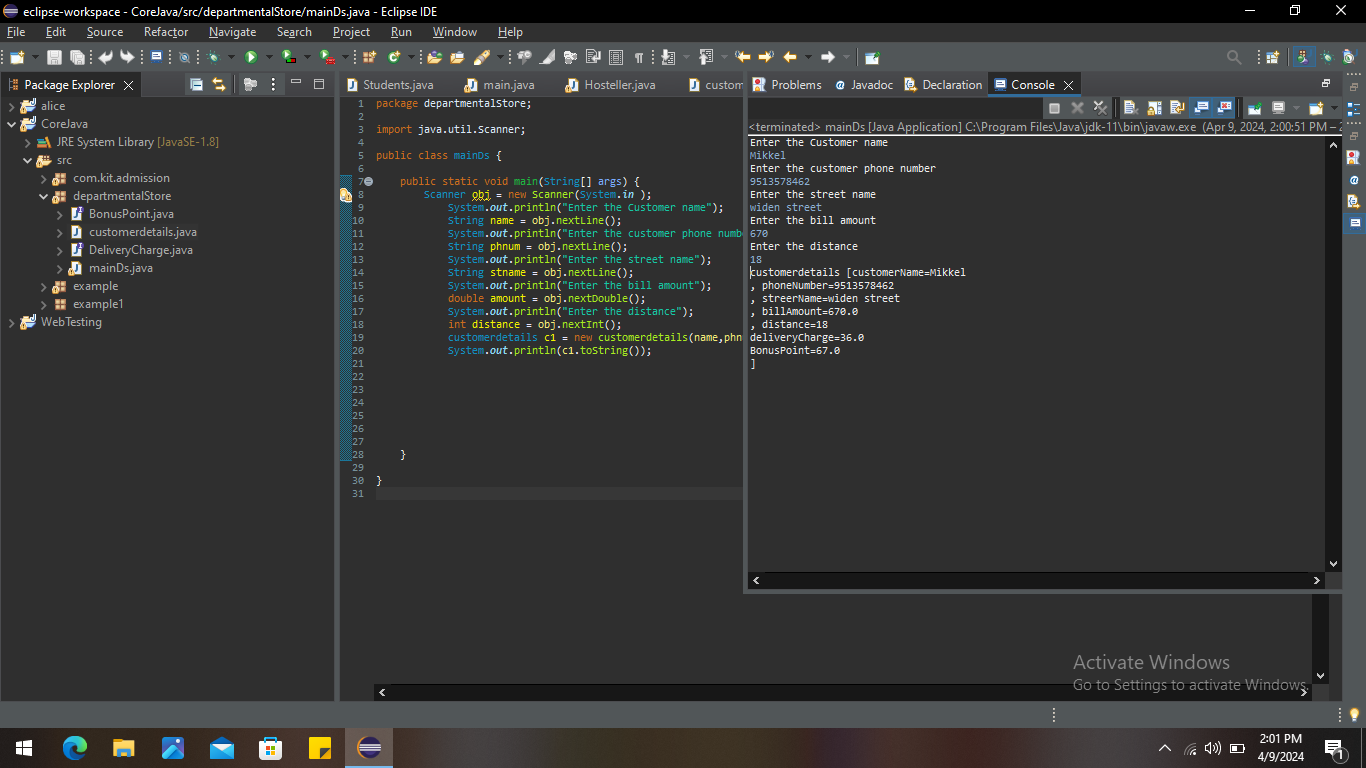 eclipse-workspace - CoreJava/src/departmentalStore/mainDs.java - Eclipse IDE
File Edit Source Refactor Navigate Search Project Run Window Help
Package Explorer
alice
CoreJava
JRE System Library [JavaSE-1.8]
src
com.kit.admission
departmentalStore
BonusPoint.java
customerdetails.java
DeliveryCharge.java
mainDs.java
example
example1
WebTesting
Students.java main.java Hosteller.java custom
1 package departmentalStore;
2
3 import java.util.Scanner;
4
5 public class mainDs {
6
7 public static void main(String[] args) {
8 Scanner obj = new Scanner(System.in );
9 System.out.println("Enter the Customer name");
10 String name = obj.nextLine();
11 System.out.println("Enter the customer phone numbe
12 String phnum = obj.nextLine();
13 System.out.println("Enter the street name");
14 String stname = obj.nextLine();
15 System.out.println("Enter the bill amount");
16 double amount = obj.nextDouble();
17 System.out.println("Enter the distance");
18 int distance = obj.nextInt();
19 customerdetails c1 = new customerdetails(name,phn
20 System.out.println(c1.toString());
21
22
23
24
25
26
27
28 }
29
30 }
31
Problems Javadoc Declaration Console
<terminated> mainDs [Java Application] C:\Program Files\Java\jdk-11\bin\javaw.exe (Apr 9, 2024, 2:00:51 PM – 2
Enter the Customer name
Mikkel
Enter the customer phone number
9513578462
Enter the street name
widen street
Enter the bill amount
670
Enter the distance
18
customerdetails [customerName=Mikkel
, phoneNumber=9513578462
, streerName=widen street
, billAmount=670.0
, distance=18
deliveryCharge=36.0
BonusPoint=67.0
]
Activate Windows
Go to Settings to activate Windows.
2:01 PM
4/9/2024
1